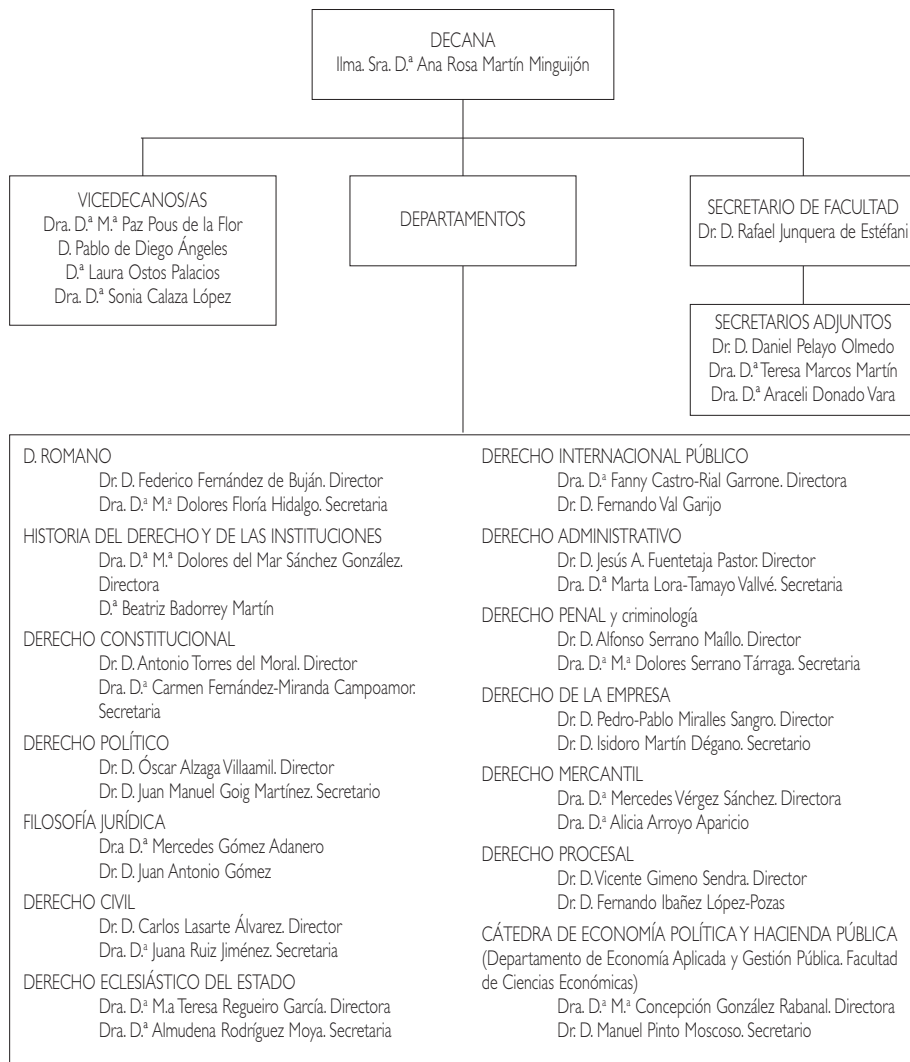 DECANA
Ilma. Sra. D.ª Ana Rosa Martín Minguijón
VICEDECANOS/AS
Dra. D.ª M.ª Paz Pous de la Flor
D. Pablo de Diego Ángeles
D.ª Laura Ostos Palacios
Dra. D.ª Sonia Calaza López
DEPARTAMENTOS
SECRETARIO DE FACULTAD
Dr. D. Rafael Junquera de Estéfani
SECRETARIOS ADJUNTOS
Dr. D. Daniel Pelayo Olmedo
Dra. D.ª Teresa Marcos Martín
Dra. D.ª Araceli Donado Vara
D. ROMANO
Dr. D. Federico Fernández de Buján. Director
Dra. D.ª M.ª Dolores Floría Hidalgo. Secretaria
HISTORIA DEL DERECHO Y DE LAS INSTITUCIONES
Dra. D.ª M.ª Dolores del Mar Sánchez González.
Directora
D.ª Beatriz Badorrey Martín
DERECHO CONSTITUCIONAL
Dr. D. Antonio Torres del Moral. Director
Dra. D.ª Carmen Fernández-Miranda Campoamor.
Secretaria
DERECHO POLÍTICO
Dr. D. Óscar Alzaga Villaamil. Director
Dr. D. Juan Manuel Goig Martínez. Secretario
FILOSOFÍA JURÍDICA
Dr.a D.ª Mercedes Gómez Adanero
Dr. D. Juan Antonio Gómez
DERECHO CIVIL
Dr. D. Carlos Lasarte Álvarez. Director
Dra. D.ª Juana Ruiz Jiménez. Secretaria
DERECHO ECLESIÁSTICO DEL ESTADO
Dra. D.ª M.a Teresa Regueiro García. Directora
Dra. D.ª Almudena Rodríguez Moya. Secretaria
DERECHO INTERNACIONAL PÚBLICO
Dra. D.ª Fanny Castro-Rial Garrone. Directora
Dr. D. Fernando Val Garijo
DERECHO ADMINISTRATIVO
Dr. D. Jesús A. Fuentetaja Pastor. Director
Dra. D.ª Marta Lora-Tamayo Vallvé. Secretaria
DERECHO PENAL y criminología
Dr. D. Alfonso Serrano Maíllo. Director
Dra. D.ª M.ª Dolores Serrano Tárraga. Secretaria
DERECHO DE LA EMPRESA
Dr. D. Pedro-Pablo Miralles Sangro. Director
Dr. D. Isidoro Martín Dégano. Secretario
DERECHO MERCANTIL
Dra. D.ª Mercedes Vérgez Sánchez. Directora
Dra. D.ª Alicia Arroyo Aparicio
DERECHO PROCESAL
Dr. D. Vicente Gimeno Sendra. Director
Dr. D. Fernando Ibañez López-Pozas
CÁTEDRA DE ECONOMÍA POLÍTICA Y HACIENDA PÚBLICA
(Departamento de Economía Aplicada y Gestión Pública. Facultad
de Ciencias Económicas)
Dra. D.ª M.ª Concepción González Rabanal. Directora
Dr. D. Manuel Pinto Moscoso. Secretario